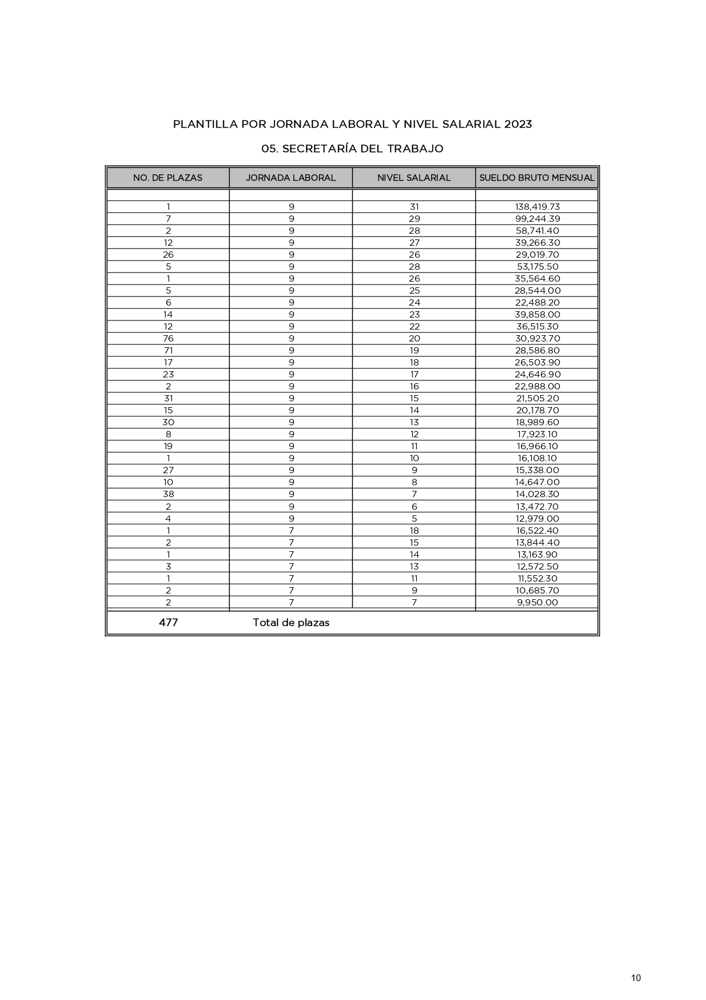 PLANTILLA POR JORNADA LABORAL Y NIVEL SALARIAL 2023
05. SECRETARÍA DEL TRABAJO
NO. DE PLAZAS JORNADA LABORAL NIVEL SALARIAL SUELDO BRUTO MENSUAL
1 9 31 138,419.73
7 9 29 99,244.39
2 9 28 58,741.40
12 9 27 39,266.30
26 9 26 29,019.70
5 9 28 53,175.50
1 9 26 35,564.60
5 9 25 28,544.00
6 9 24 22,488.20
14 9 23 39,858.00
12 9 22 36,515.30
76 9 20 30,923.70
71 9 19 28,586.80
17 9 18 26,503.90
23 9 17 24,646.90
2 9 16 22,988.00
31 9 15 21,505.20
15 9 14 20,178.70
30 9 13 18,989.60
8 9 12 17,923.10
19 9 11 16,966.10
1 9 10 16,108.10
27 9 9 15,338.00
10 9 8 14,647.00
38 9 7 14,028.30
2 9 6 13,472.70
4 9 5 12,979.00
1 7 18 16,522.40
2 7 15 13,844.40
1 7 14 13,163.90
3 7 13 12,572.50
1 7 11 11,552.30
2 7 9 10,685.70
2 7 7 9,950.00
477 Total de plazas
10